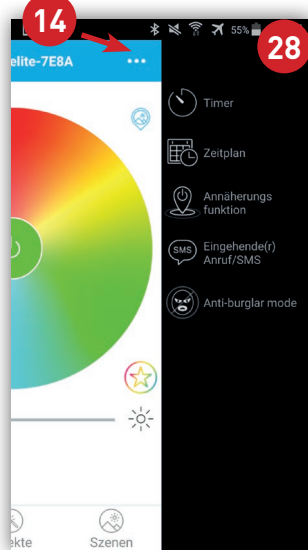 14
55%
28
elite-7E8A
Timer
Zeitplan
Annäherungs
funktion
SMS
Eingehende(r)
Anruf/SMS
Anti-burglar mode
ekte
Szenen